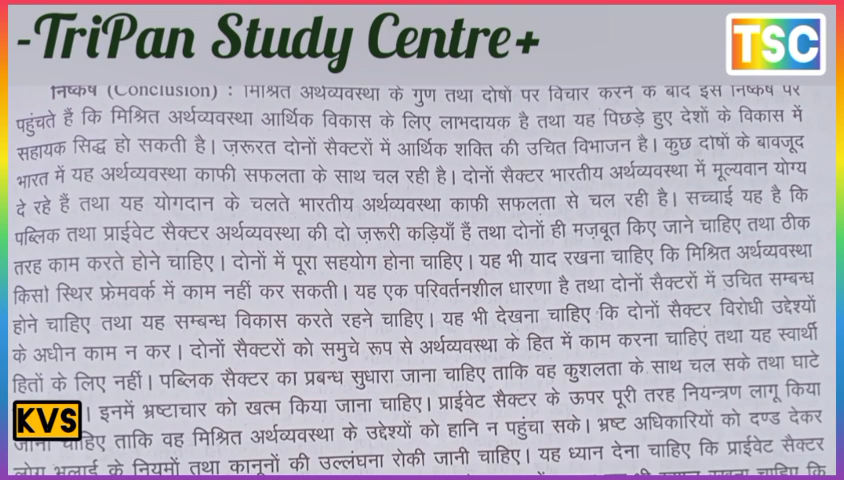 -TriPan Study Centre+
TSC
निष्कर्ष (Conclusion) : मिश्रित अर्थव्यवस्था के गुण तथा दोषों पर विचार करने के बाद इस निष्कर्ष पर
पहुंचते हैं कि मिश्रित अर्थव्यवस्था आर्थिक विकास के लिए लाभदायक है तथा यह पिछड़े हुए देशों के विकास में
सहायक सिद्ध हो सकती है। ज़रूरत दोनों सैक्टरों में आर्थिक शक्ति की उचित विभाजन है। कुछ दोषों के बावजूद
भारत में यह अर्थव्यवस्था काफी सफलता के साथ चल रही है। दोनों सैक्टर भारतीय अर्थव्यवस्था में मूल्यवान योग्य
दे रहे हैं तथा यह योगदान के चलते भारतीय अर्थव्यवस्था काफी सफलता से चल रही है। सच्चाई यह है कि
पब्लिक तथा प्राईवेट सैक्टर अर्थव्यवस्था की दो ज़रूरी कड़ियाँ हैं तथा दोनों ही मज़बूत किए जाने चाहिए तथा ठीक
तरह काम करते होने चाहिए। दोनों में पूरा सहयोग होना चाहिए। यह भी याद रखना चाहिए कि मिश्रित अर्थव्यवस्था
किसी स्थिर फ्रेमवर्क में काम नहीं कर सकती। यह एक परिवर्तनशील धारणा है तथा दोनों सैक्टरों में उचित सम्बन्ध
होने चाहिए तथा यह सम्बन्ध विकास करते रहने चाहिए। यह भी देखना चाहिए कि दोनों सैक्टर विरोधी उद्देश्यों
के अधीन काम न कर। दोनों सैक्टरों को समुचे रूप से अर्थव्यवस्था के हित में काम करना चाहिए तथा यह स्वार्थी
हितों के लिए नहीं। पब्लिक सैक्टर का प्रबन्ध सुधारा जाना चाहिए ताकि वह कुशलता के साथ चल सके तथा घाटे
KVS । इनमें भ्रष्टाचार को खत्म किया जाना चाहिए। प्राईवेट सैक्टर के ऊपर पूरी तरह नियन्त्रण लागू किया
जाना चाहिए ताकि वह मिश्रित अर्थव्यवस्था के उद्देश्यों को हानि न पहुंचा सके। भ्रष्ट अधिकारियों को दण्ड देकर
लोग भलाई के नियमों तथा कानूनों की उल्लंघना रोकी जानी चाहिए। यह ध्यान देना चाहिए कि प्राईवेट सैक्टर